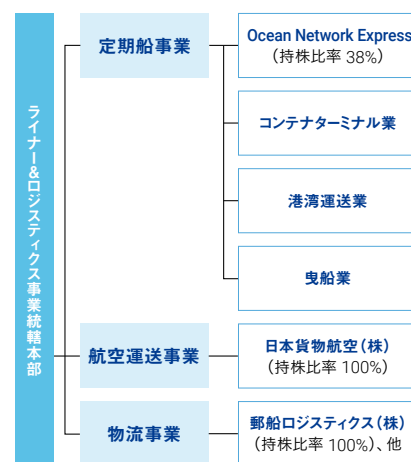 ライナー&ロジスティクス事業統轄本部
定期船事業
Ocean Network Express
（持株比率 38%）
コンテナターミナル業
港湾運送業
曳船業
航空運送事業
日本貨物航空（株）
（持株比率 100%）
物流事業
郵船ロジスティクス（株）
（持株比率 100%）、他